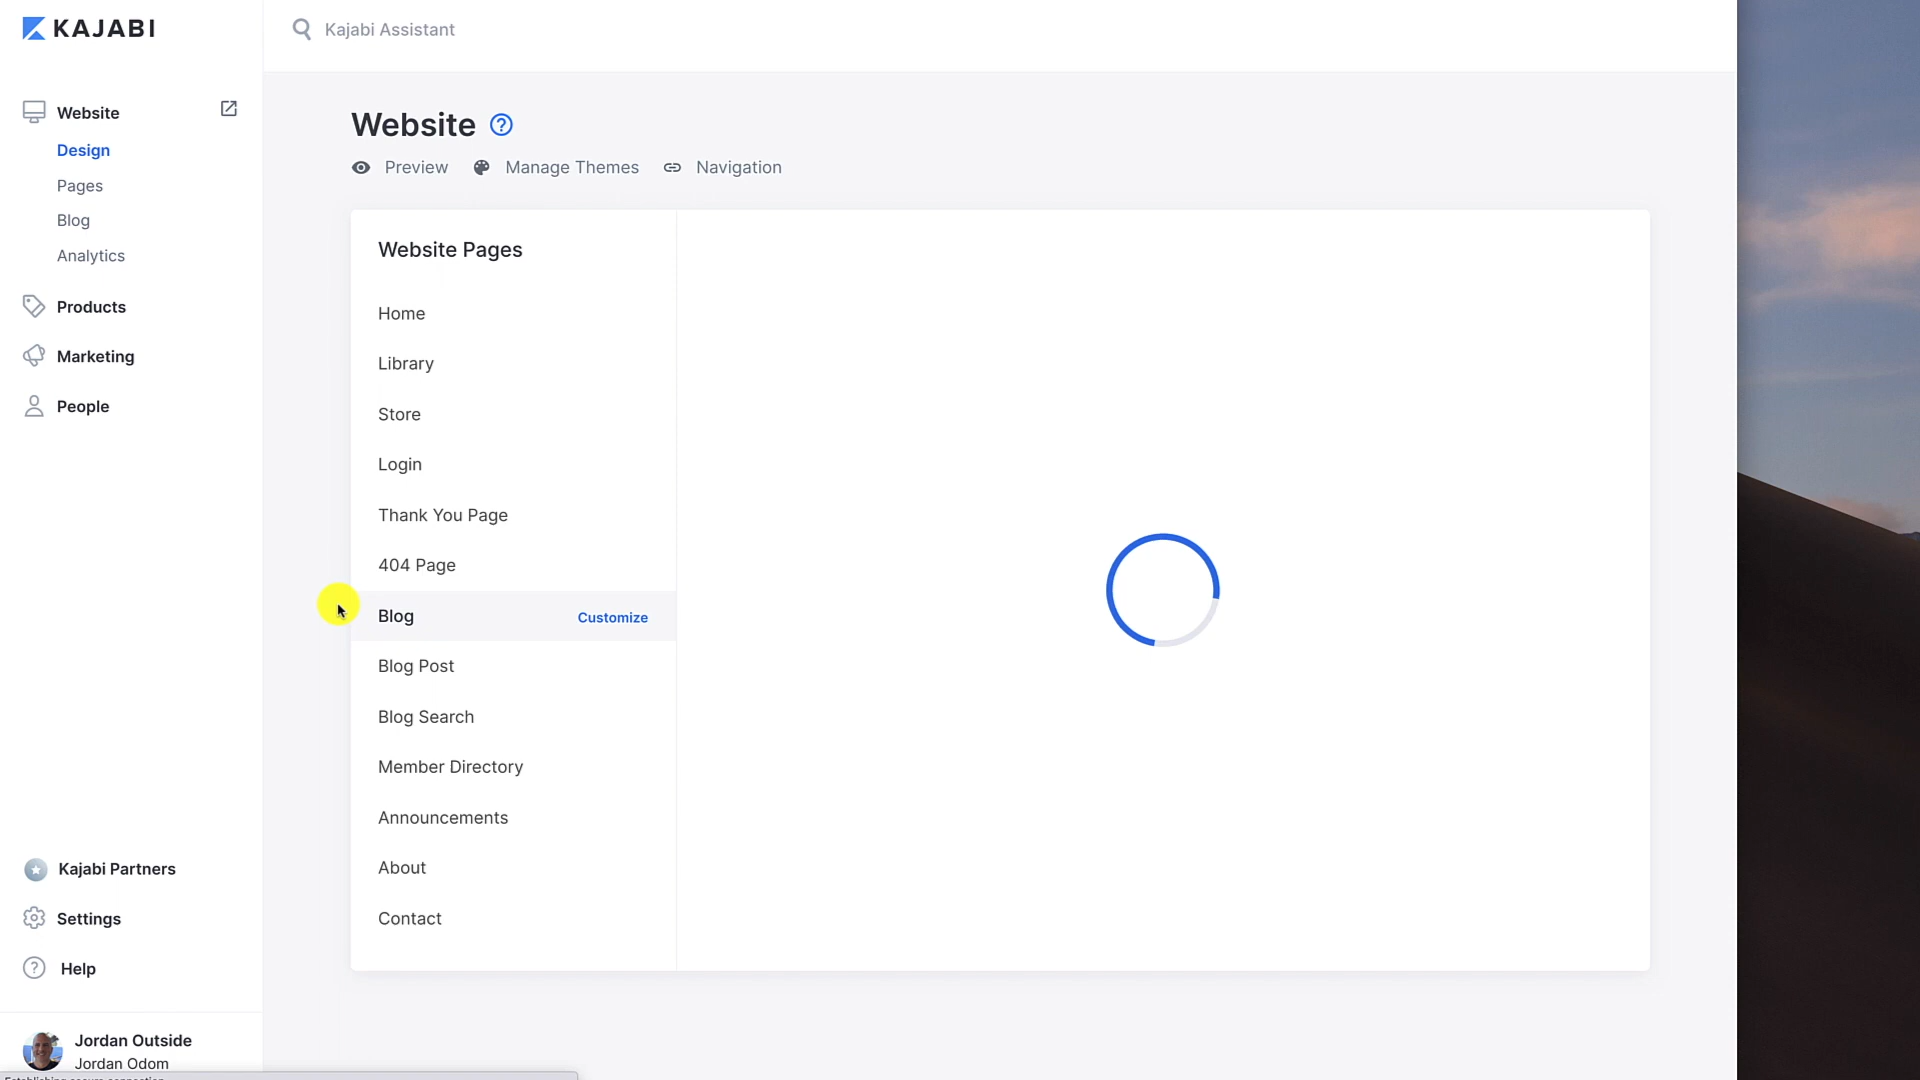 KAJABI
Kajabi Assistant
Website
Design
Pages
Blog
Analytics
Products
Marketing
People
Kajabi Partners
Settings
Help
Jordan Outside
Jordan Odom
Website
Preview
Manage Themes
Navigation
Website Pages
Home
Library
Store
Login
Thank You Page
404 Page
Blog Customize
Blog Post
Blog Search
Member Directory
Announcements
About
Contact